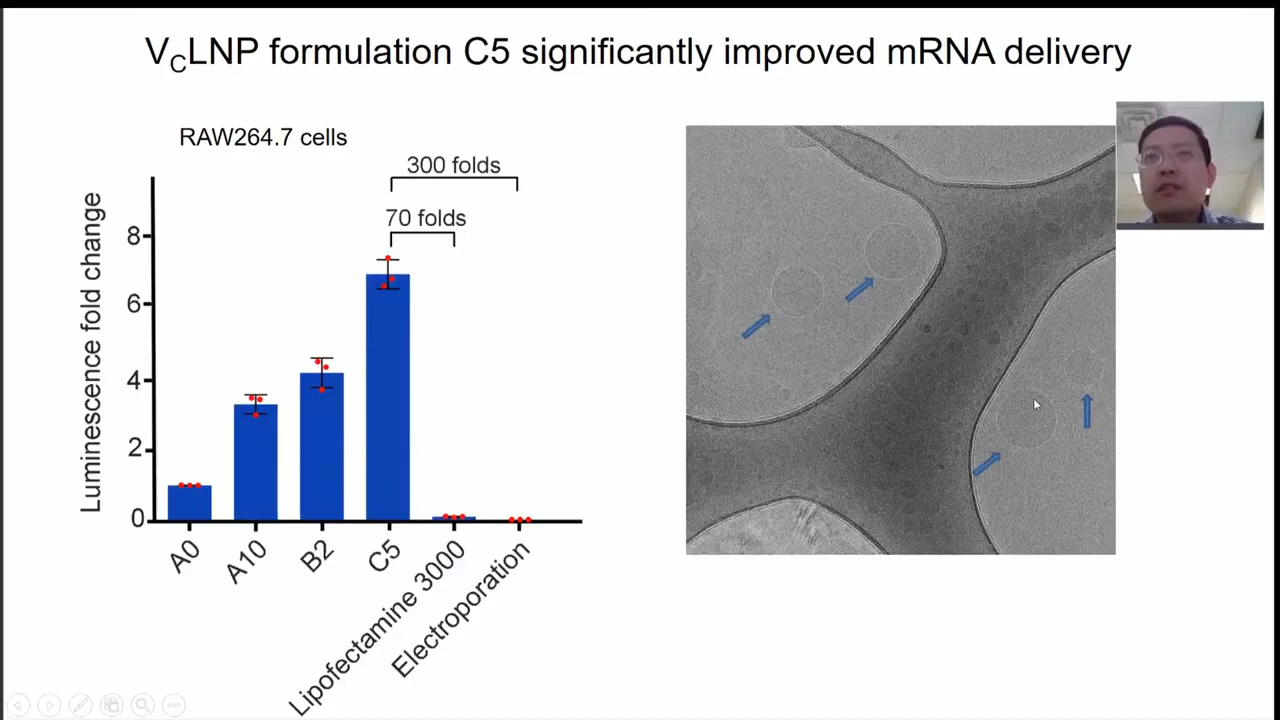 VCLNP formulation C5 significantly improved mRNA delivery
RAW264.7 cells
300 folds
70 folds
Luminescence fold change
8
6
4
2
0
A0
A10
B2
C5
Lipofectamine 3000
Electroporation